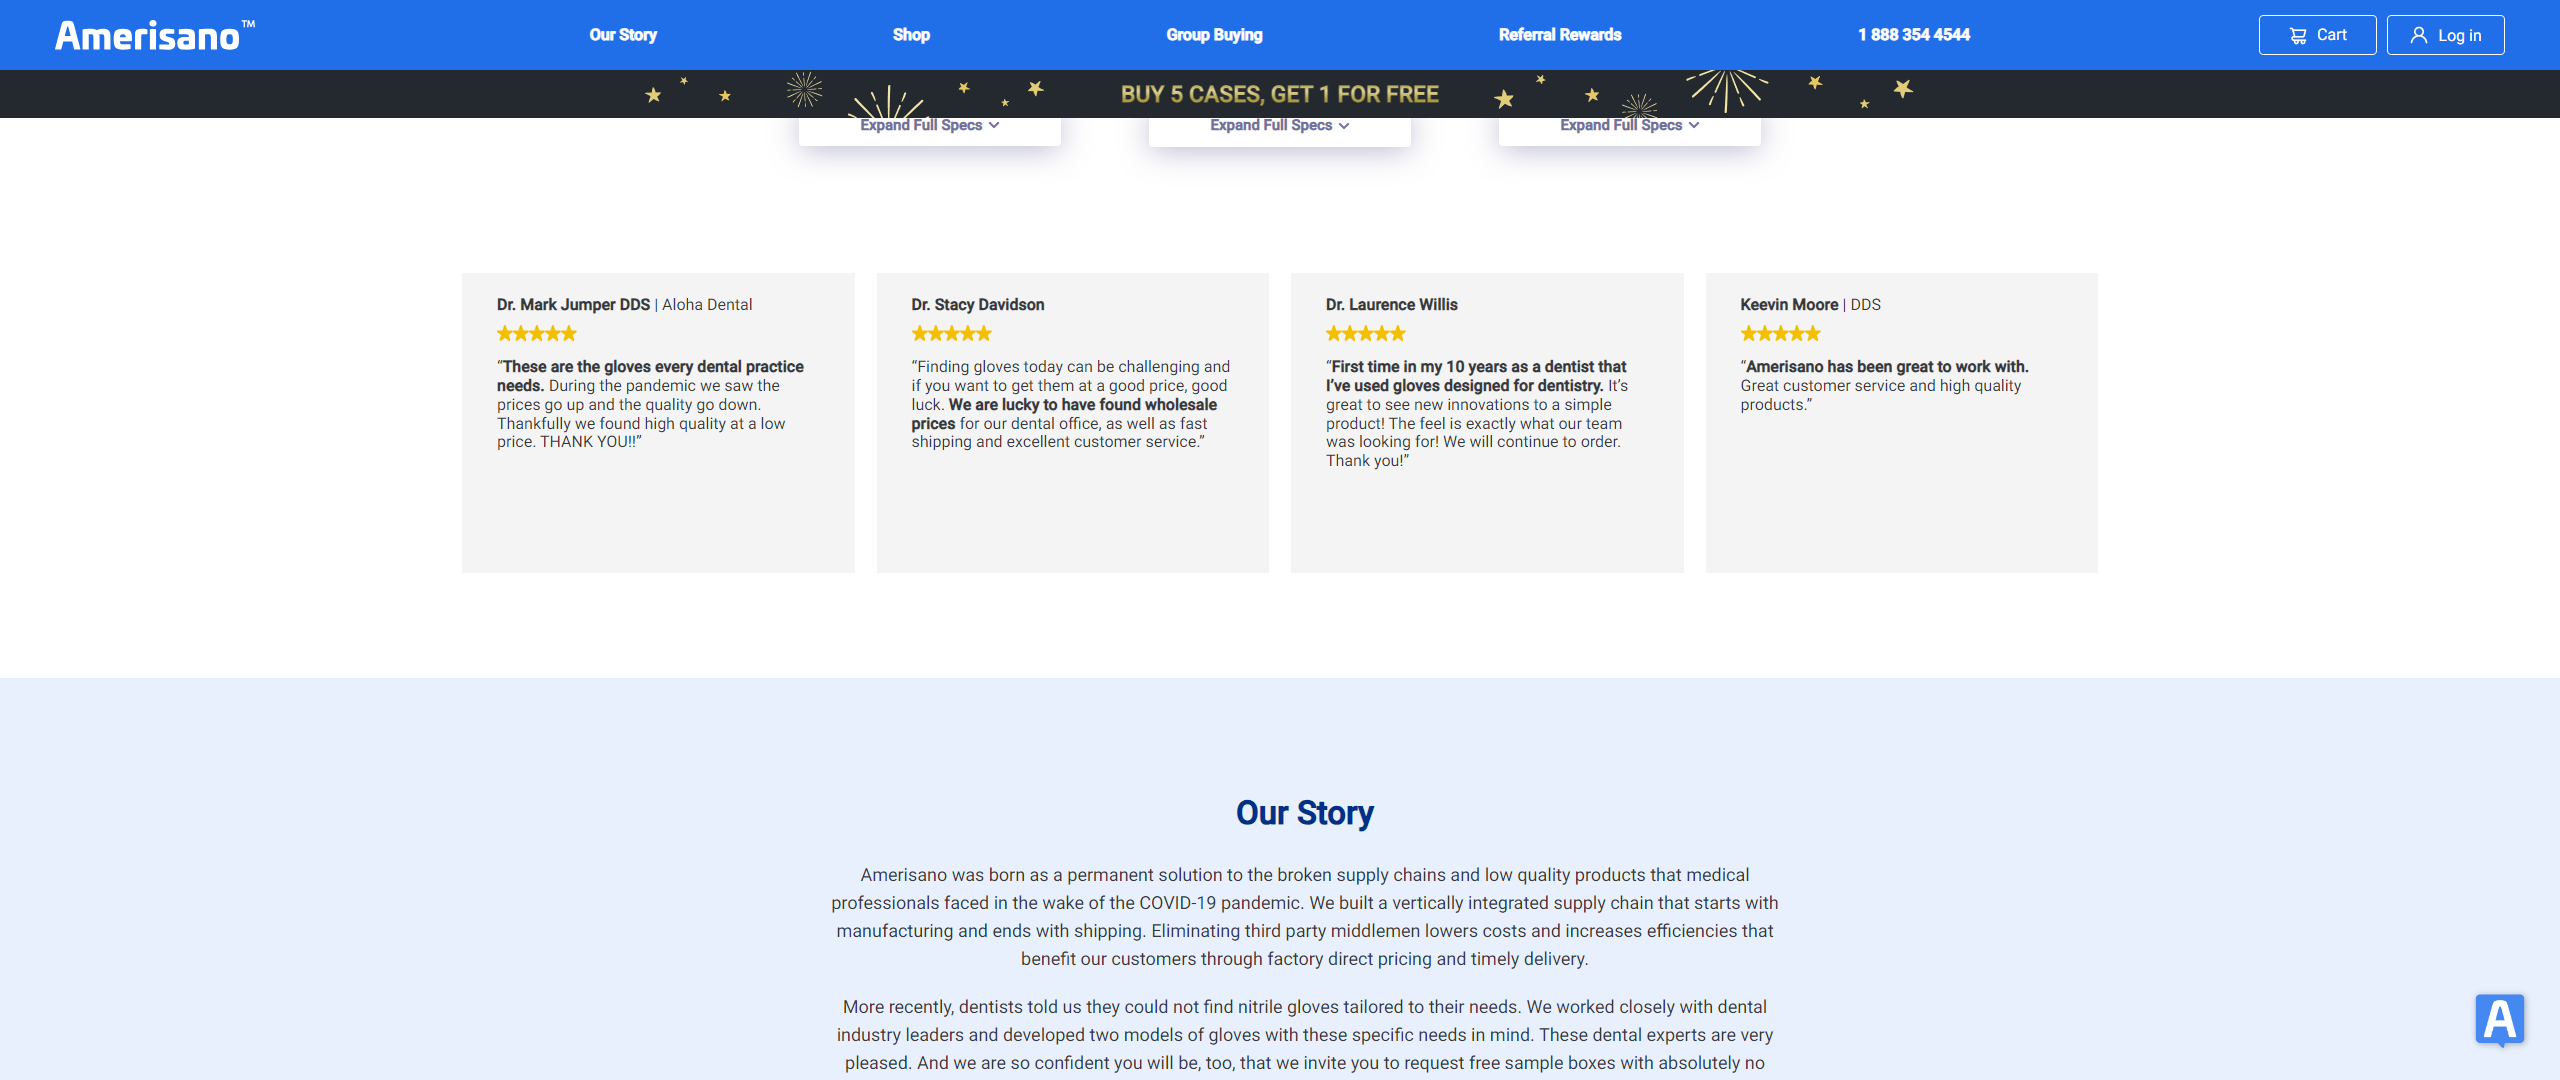 Amerisano™
Our Story
Shop
Group Buying
Referral Rewards
1 888 354 4544
Cart
Log in
BUY 5 CASES, GET 1 FOR FREE
Expand Full Specs
Expand Full Specs
Expand Full Specs
Dr. Mark Jumper DDS | Aloha Dental
“These are the gloves every dental practice
needs. During the pandemic we saw the
prices go up and the quality go down.
Thankfully we found high quality at a low
price. THANK YOU!!”
Dr. Stacy Davidson
“Finding gloves today can be challenging and
if you want to get them at a good price, good
luck. We are lucky to have found wholesale
prices for our dental office, as well as fast
shipping and excellent customer service.”
Dr. Laurence Willis
“First time in my 10 years as a dentist that
I’ve used gloves designed for dentistry. It’s
great to see new innovations to a simple
product! The feel is exactly what our team
was looking for! We will continue to order.
Thank you!”
Keevin Moore | DDS
“Amerisano has been great to work with.
Great customer service and high quality
products.”
Our Story
Amerisano was born as a permanent solution to the broken supply chains and low quality products that medical
professionals faced in the wake of the COVID-19 pandemic. We built a vertically integrated supply chain that starts with
manufacturing and ends with shipping. Eliminating third party middlemen lowers costs and increases efficiencies that
benefit our customers through factory direct pricing and timely delivery.
More recently, dentists told us they could not find nitrile gloves tailored to their needs. We worked closely with dental
industry leaders and developed two models of gloves with these specific needs in mind. These dental experts are very
pleased. And we are so confident you will be, too, that we invite you to request free sample boxes with absolutely no
A